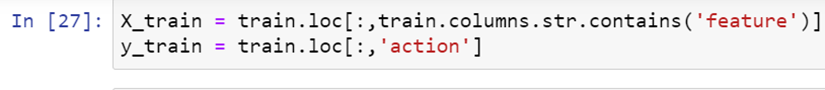 In [27]: X_train = train.loc[:,train.columns.str.contains('feature')]
y_train = train.loc[:,'action']